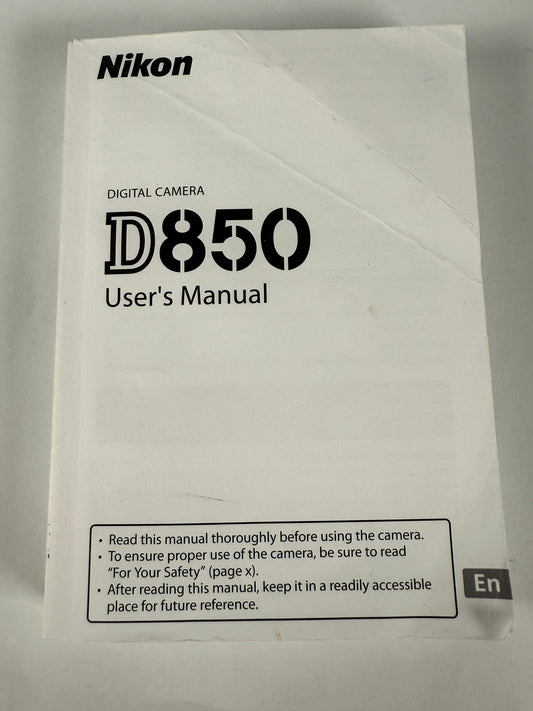 Nikon
DIGITAL CAMERA
D850
User's Manual
• Read this manual thoroughly before using the camera.
• To ensure proper use of the camera, be sure to read
“For Your Safety” (page x).
• After reading this manual, keep it in a readily accessible
place for future reference.
En